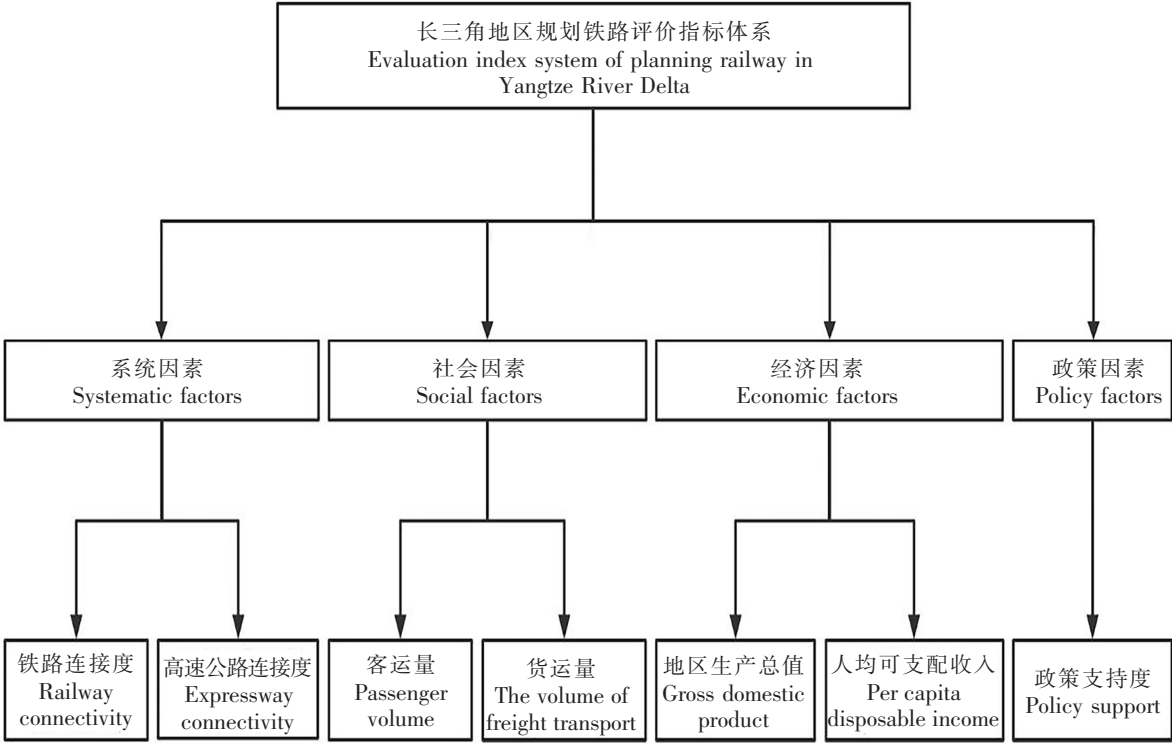 长三角地区规划铁路评价指标体系
Evaluation index system of planning railway in
Yangtze River Delta
系统因素
Systematic factors
社会因素
Social factors
经济因素
Economic factors
政策因素
Policy factors
铁路连接度
Railway
connectivity
高速公路连接度
Expressway
connectivity
客运量
Passenger
volume
货运量
The volume of
freight transport
地区生产总值
Gross domestic
product
人均可支配收入
Per capita
disposable income
政策支持度
Policy support